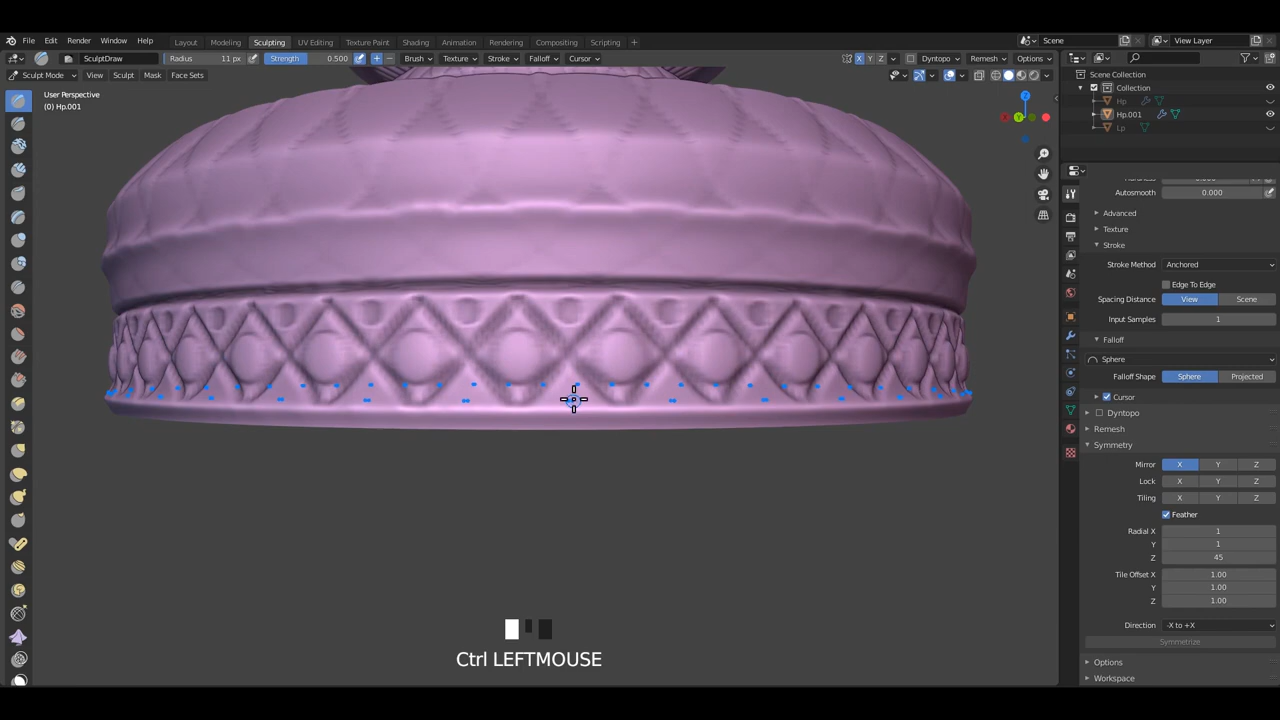 File Edit Render Window Help Layout Modeling Sculpting UV Editing Texture Paint Shading Animation Rendering Compositing Scripting + Scene View Layer
SculptDraw Radius 11 px Strength 0.500 + − Brush Texture Stroke Falloff Cursor X Y Z Dyntopo Remesh Options
Sculpt Mode View Sculpt Mask Face Sets
User Perspective
(0) Hp.001
Z
Y
Scene Collection
Collection
Hp
Hp.001
Lp
Autosmooth 0.000
Advanced
Texture
Stroke
Stroke Method Anchored
Edge To Edge
Spacing Distance View Scene
Input Samples 1
Falloff
Sphere
Falloff Shape Sphere Projected
Cursor
Dyntopo
Remesh
Symmetry
Mirror X Y Z
Lock X Y Z
Tiling X Y Z
Feather
Radial X 1
Y 1
Z 45
Tile Offset X 1.00
Y 1.00
Z 1.00
Direction -X to +X
Symmetrize
Options
Workspace
Ctrl LEFTMOUSE